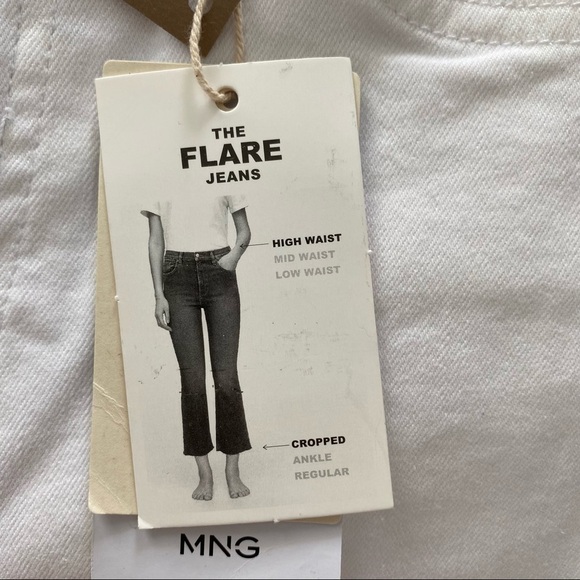 THE
FLARE
JEANS
HIGH WAIST
MID WAIST
LOW WAIST
CROPPED
ANKLE
REGULAR
MNG